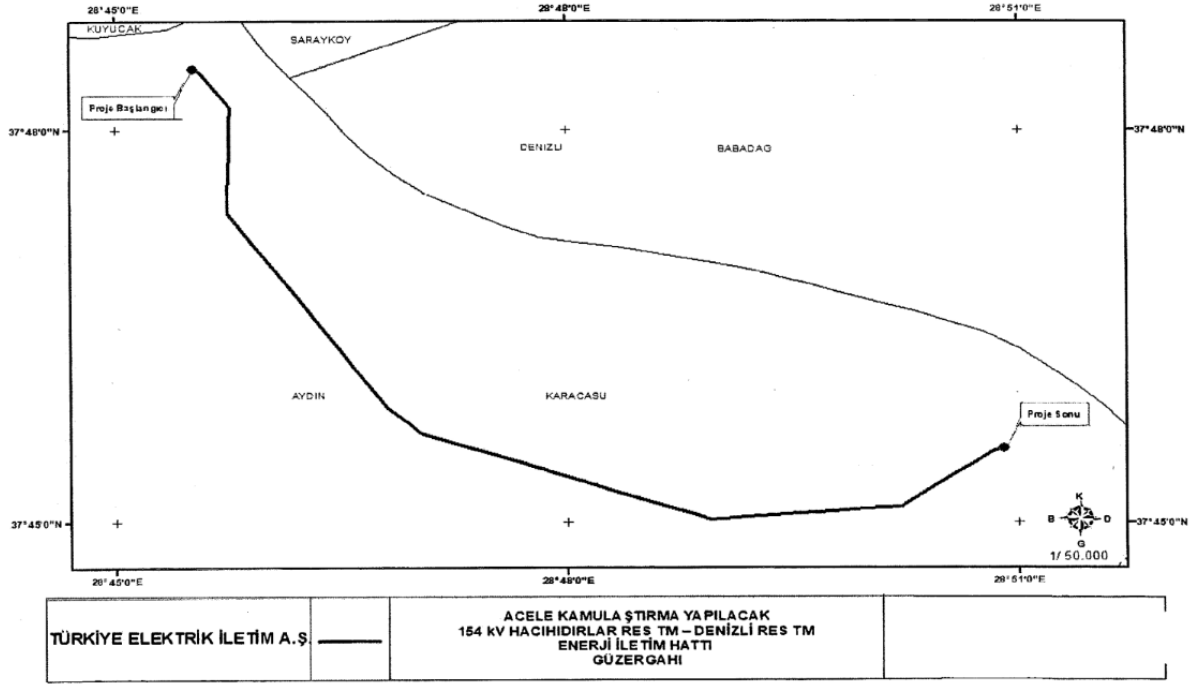 28°45'0"E
28°48'0"E
28°51'0"E
KUYUCAK
SARAYKOY
Proje Başlangıcı
37°48'0"N
37°48'0"N
DENIZLI
BABADAG
AYDIN
KARACASU
Proje Sonu
K
B
D
G
1/ 50.000
37°45'0"N
37°45'0"N
28°45'0"E
28°48'0"E
28°51'0"E
TÜRKİYE ELEKTRİK İLETİM A.Ş.
ACELE KAMULAŞTIRMA YAPILACAK
154 kV HACIHIDIRLAR RES TM – DENİZLİ RES TM
ENERJİ İLETİM HATTI
GÜZERGAHI